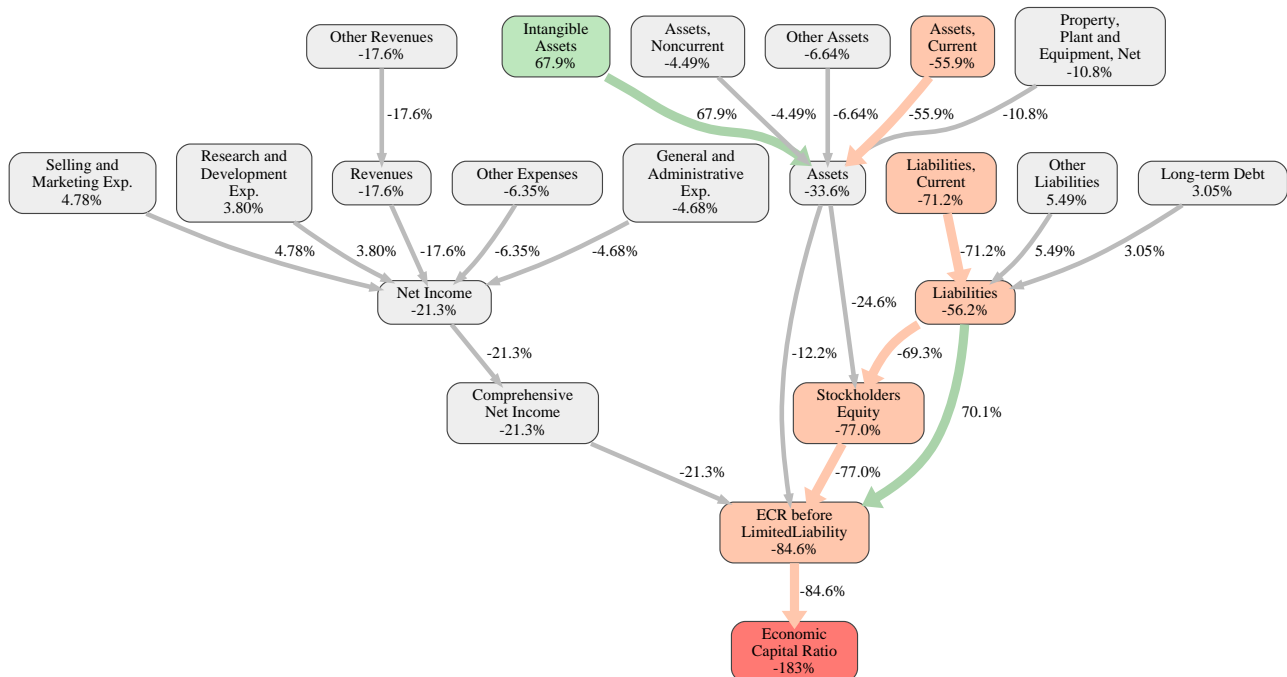 Other Revenues
-17.6%
Intangible
Assets
67.9%
Assets,
Noncurrent
-4.49%
Other Assets
-6.64%
Assets,
Current
-55.9%
Property,
Plant and
Equipment, Net
-10.8%
-17.6%
67.9%
-4.49%
-6.64%
-55.9%
-10.8%
Selling and
Marketing Exp.
4.78%
Research and
Development
Exp.
3.80%
Revenues
-17.6%
Other Expenses
-6.35%
General and
Administrative
Exp.
-4.68%
Assets
-33.6%
Liabilities,
Current
-71.2%
Other
Liabilities
5.49%
Long-term Debt
3.05%
4.78%
3.80%
-17.6%
-6.35%
-4.68%
-71.2%
5.49%
3.05%
Net Income
-21.3%
Liabilities
-56.2%
-21.3%
-12.2%
-24.6%
-69.3%
70.1%
Comprehensive
Net Income
-21.3%
Stockholders
Equity
-77.0%
-21.3%
-77.0%
ECR before
LimitedLiability
-84.6%
-84.6%
Economic
Capital Ratio
-183%